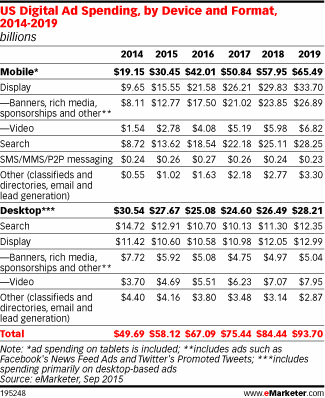 US Digital Ad Spending, by Device and Format,
2014-2019
billions
2014 2015 2016 2017 2018 2019
Mobile* $19.15 $30.45 $42.01 $50.84 $57.95 $65.49
Display $9.65 $15.55 $21.58 $26.21 $29.83 $33.70
—Banners, rich media, $8.11 $12.77 $17.50 $21.02 $23.85 $26.89
sponsorships and other**
—Video $1.54 $2.78 $4.08 $5.19 $5.98 $6.82
Search $8.72 $13.62 $18.54 $22.18 $25.11 $28.25
SMS/MMS/P2P messaging $0.24 $0.26 $0.27 $0.26 $0.24 $0.23
Other (classifieds and $0.55 $1.02 $1.63 $2.18 $2.77 $3.30
directories, email and
lead generation)
Desktop*** $30.54 $27.67 $25.08 $24.60 $26.49 $28.21
Search $14.72 $12.91 $10.70 $10.13 $11.30 $12.35
Display $11.42 $10.60 $10.58 $10.98 $12.05 $12.99
—Banners, rich media, $7.72 $5.92 $5.08 $4.75 $4.97 $5.04
sponsorships and other**
—Video $3.70 $4.69 $5.51 $6.23 $7.07 $7.95
Other (classifieds and $4.40 $4.16 $3.80 $3.48 $3.14 $2.87
directories, email and
lead generation)
Total $49.69 $58.12 $67.09 $75.44 $84.44 $93.70
Note: *ad spending on tablets is included; **includes ads such as
Facebook's News Feed Ads and Twitter's Promoted Tweets; ***includes
spending primarily on desktop-based ads
Source: eMarketer, Sep 2015
195248 www.eMarketer.com